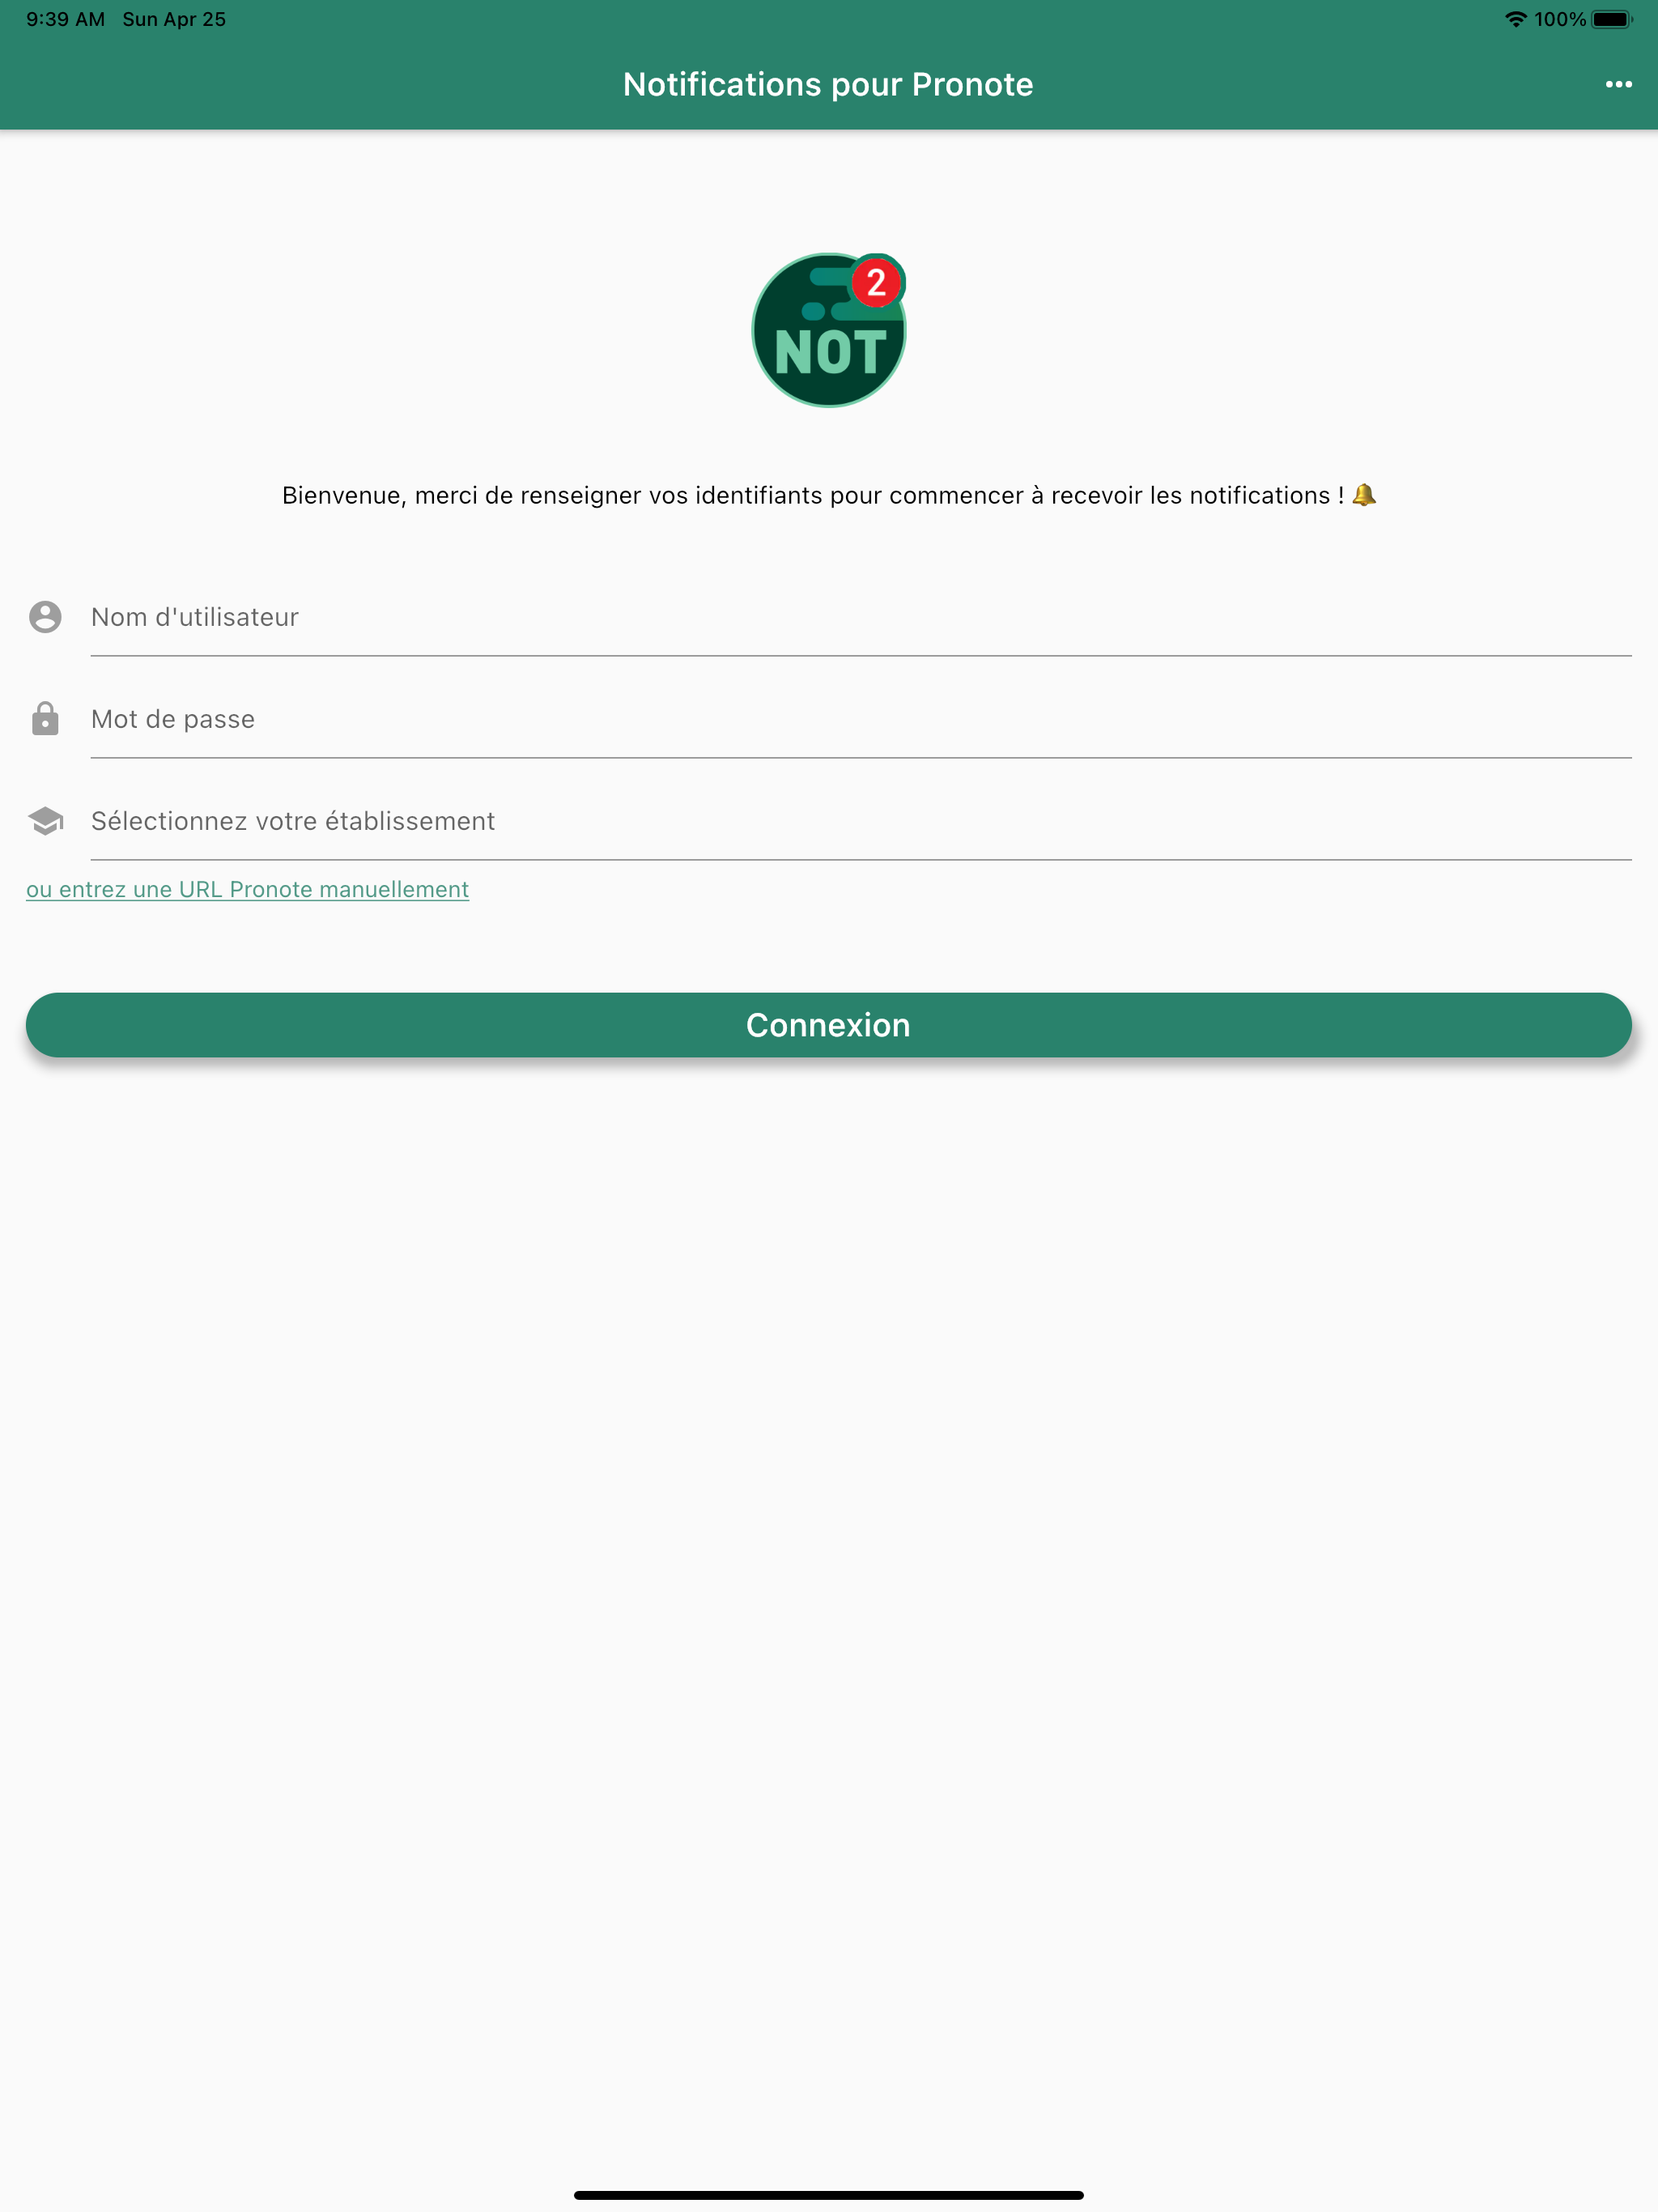 9:39 AM Sun Apr 25 100%
Notifications pour Pronote
2
NOT
Bienvenue, merci de renseigner vos identifiants pour commencer à recevoir les notifications ! 🔔
Nom d'utilisateur
Mot de passe
Sélectionnez votre établissement
ou entrez une URL Pronote manuellement
Connexion